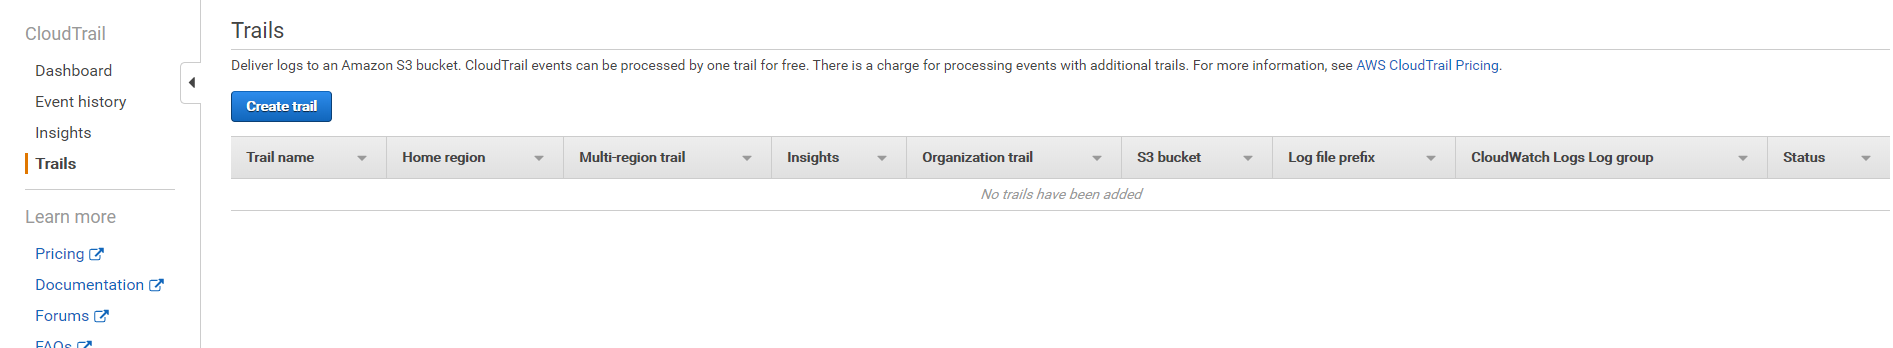 CloudTrail
Dashboard
Event history
Insights
Trails
Learn more
Pricing
Documentation
Forums
FAQs
Trails
Deliver logs to an Amazon S3 bucket. CloudTrail events can be processed by one trail for free. There is a charge for processing events with additional trails. For more information, see AWS CloudTrail Pricing.
Create trail
Trail name Home region Multi-region trail Insights Organization trail S3 bucket Log file prefix CloudWatch Logs Log group Status
No trails have been added